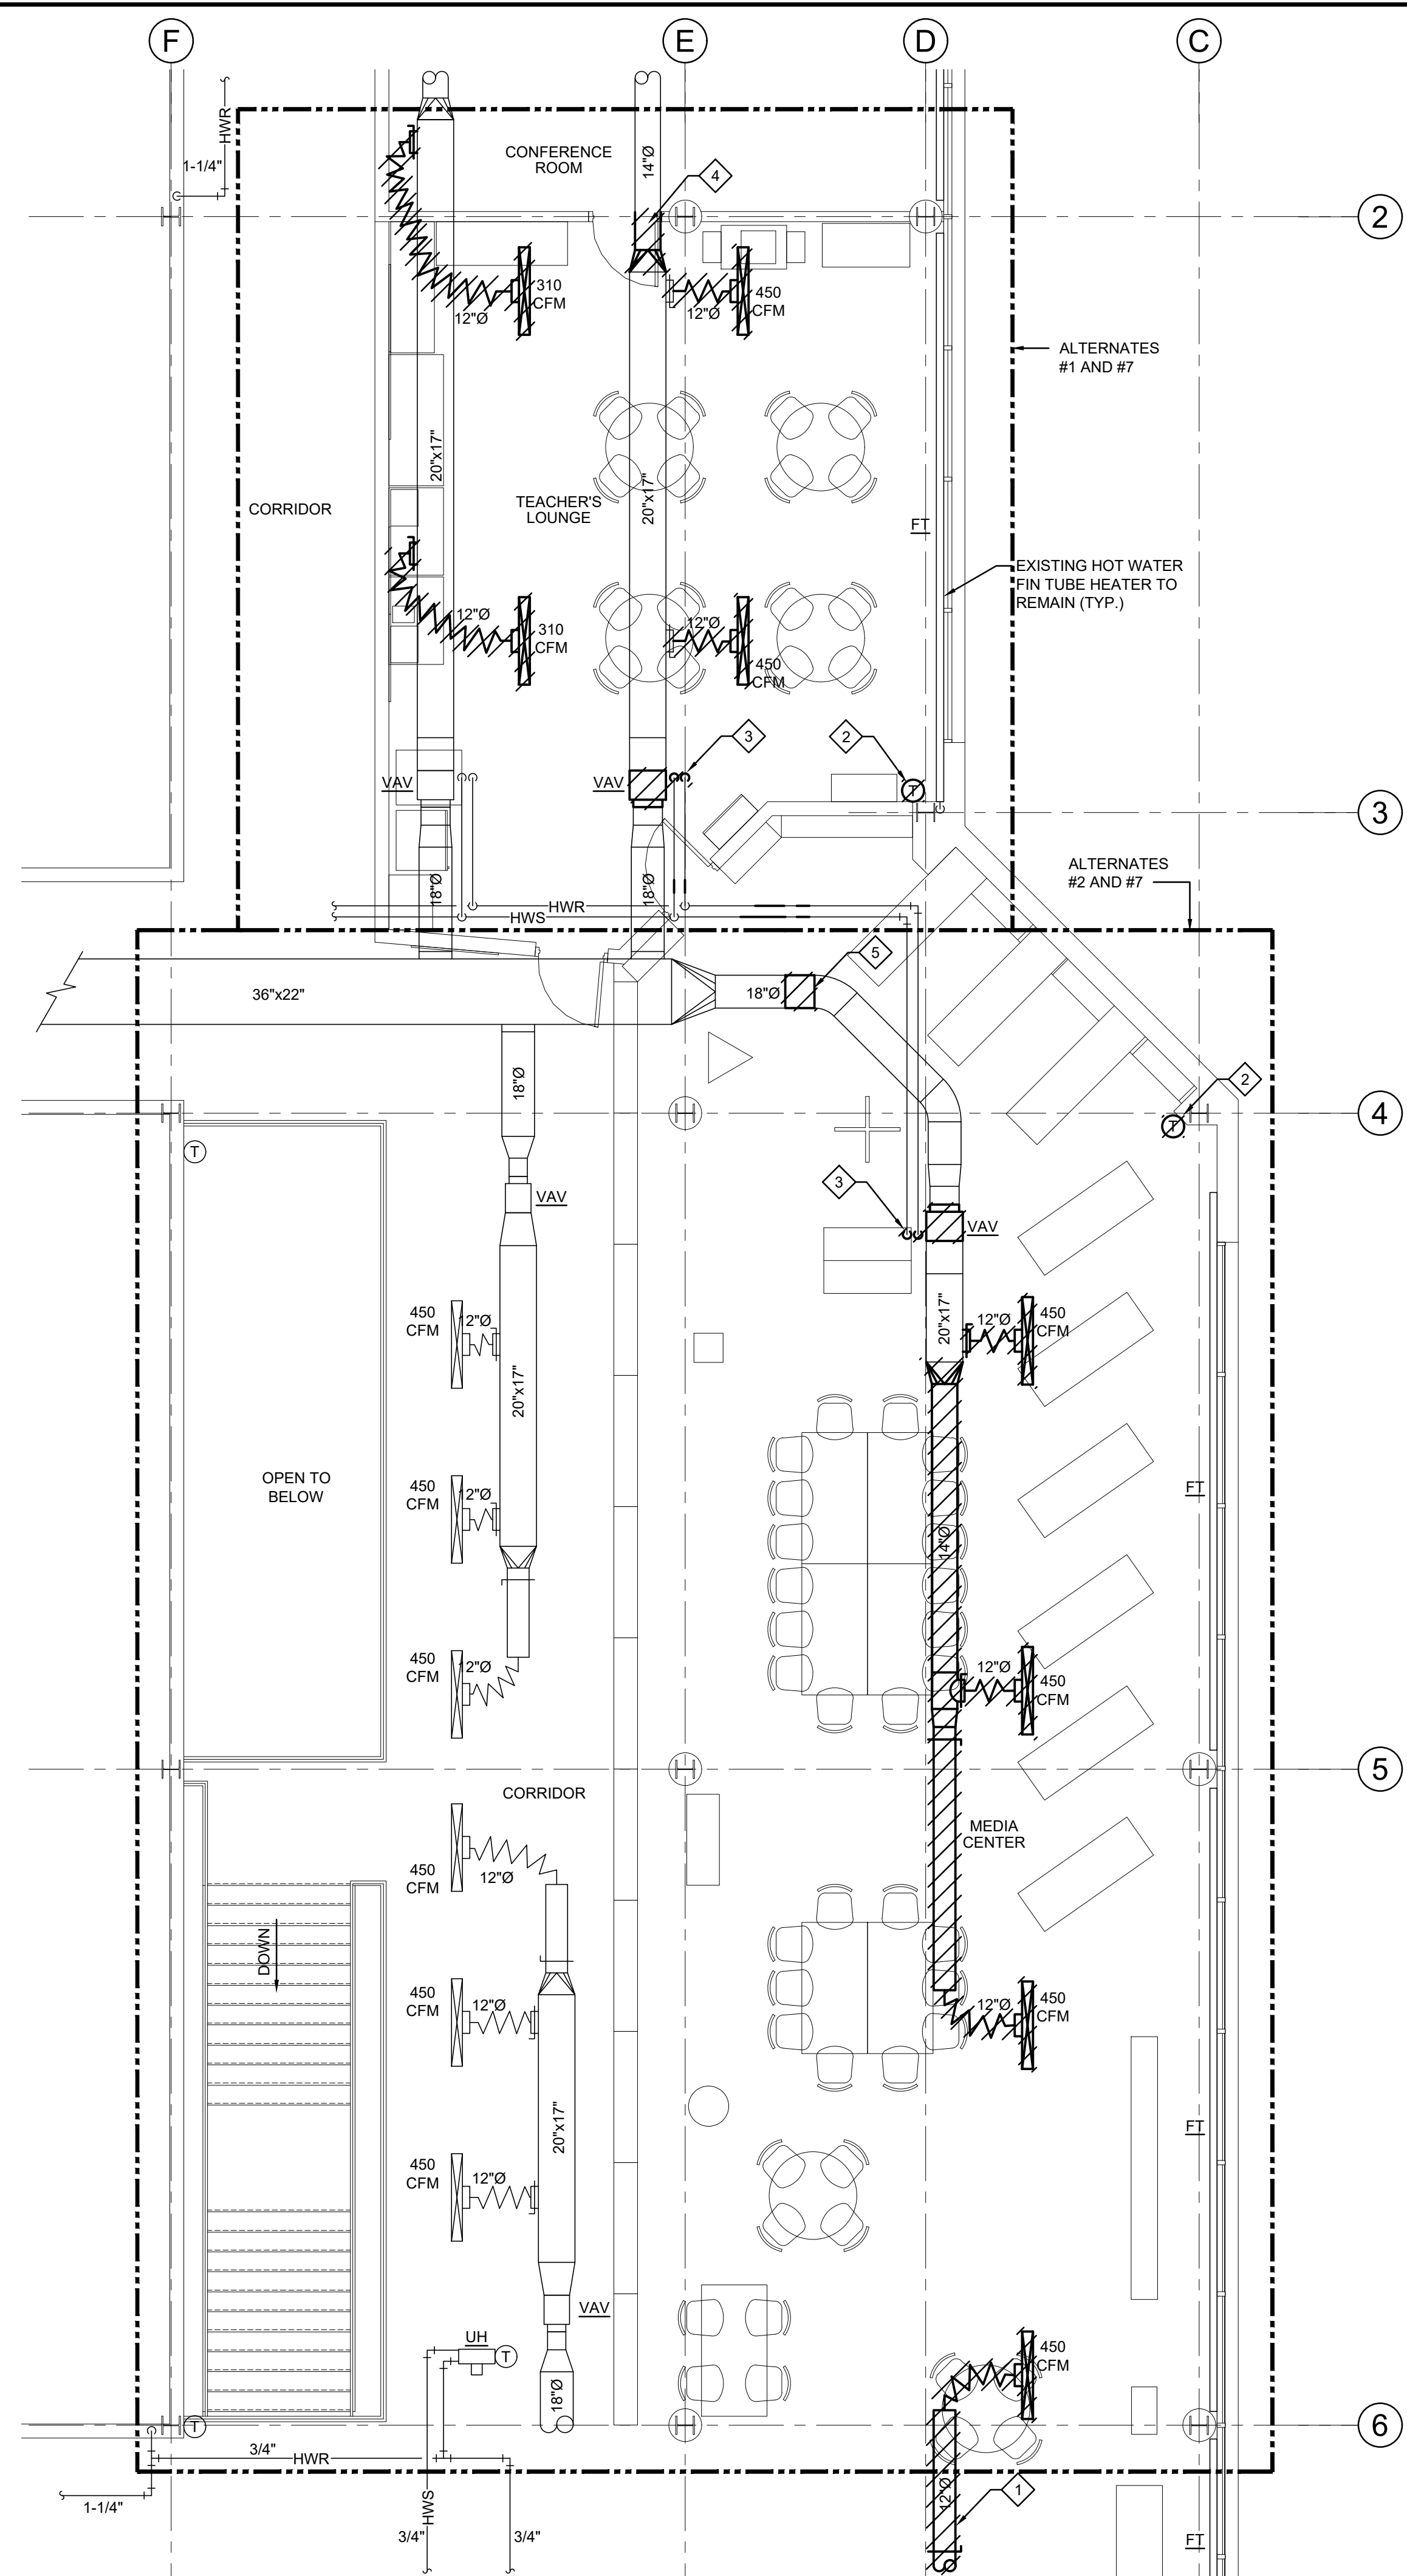 F
E
D
C
HWR
1-1/4"
CONFERENCE
ROOM
14"Ø
4
2
310
CFM
12"Ø
450
CFM
12"Ø
ALTERNATES
#1 AND #7
20"x17"
20"x17"
CORRIDOR
TEACHER'S
LOUNGE
FT
EXISTING HOT WATER
FIN TUBE HEATER TO
REMAIN (TYP.)
12"Ø
310
CFM
12"Ø
450
CFM
3
2
VAV
VAV
T
3
ALTERNATES
#2 AND #7
18"Ø
18"Ø
HWR
HWS
5
36"x22"
18"Ø
18"Ø
2
4
T
T
3
VAV
VAV
450
CFM
12"Ø
20"x17"
20"x17"
12"Ø
450
CFM
OPEN TO
BELOW
450
CFM
12"Ø
FT
14"Ø
450
CFM
12"Ø
12"Ø
450
CFM
5
CORRIDOR
MEDIA
CENTER
450
CFM
12"Ø
DOWN
450
CFM
12"Ø
12"Ø
450
CFM
20"x17"
FT
450
CFM
12"Ø
VAV
UH
T
450
CFM
18"Ø
T
6
3/4"
HWR
1-1/4"
HWS
3/4"
3/4"
12"Ø
1
FT